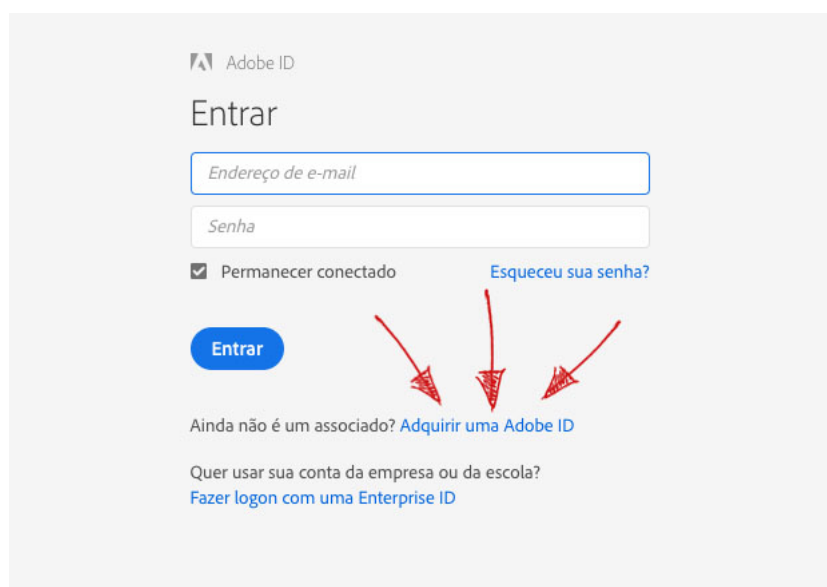 Adobe ID
Entrar
Endereço de e-mail
Senha
Permanecer conectado Esqueceu sua senha?
Entrar
Ainda não é um associado? Adquirir uma Adobe ID
Quer usar sua conta da empresa ou da escola?
Fazer logon com uma Enterprise ID